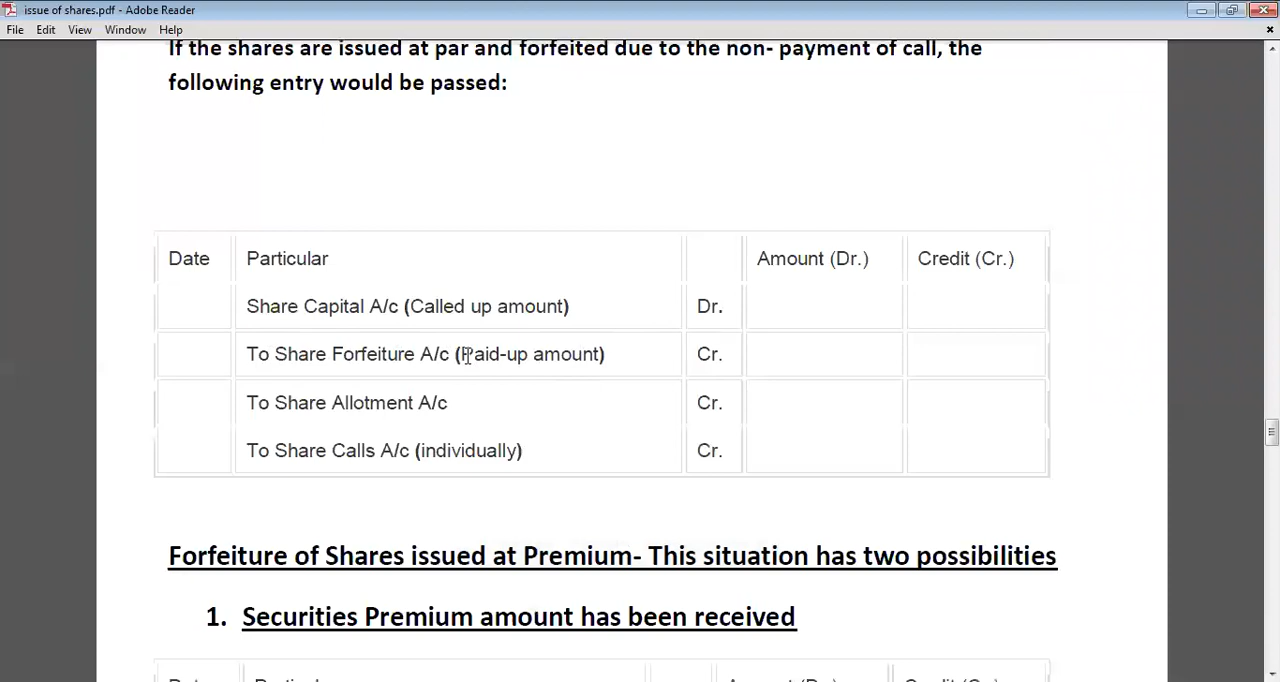 issue of shares.pdf - Adobe Reader
File Edit View Window Help
If the shares are issued at par and forfeited due to the non- payment of call, the
following entry would be passed:
Date Particular Amount (Dr.) Credit (Cr.)
Share Capital A/c (Called up amount) Dr.
To Share Forfeiture A/c (Paid-up amount) Cr.
To Share Allotment A/c Cr.
To Share Calls A/c (individually) Cr.
Forfeiture of Shares issued at Premium- This situation has two possibilities
1. Securities Premium amount has been received